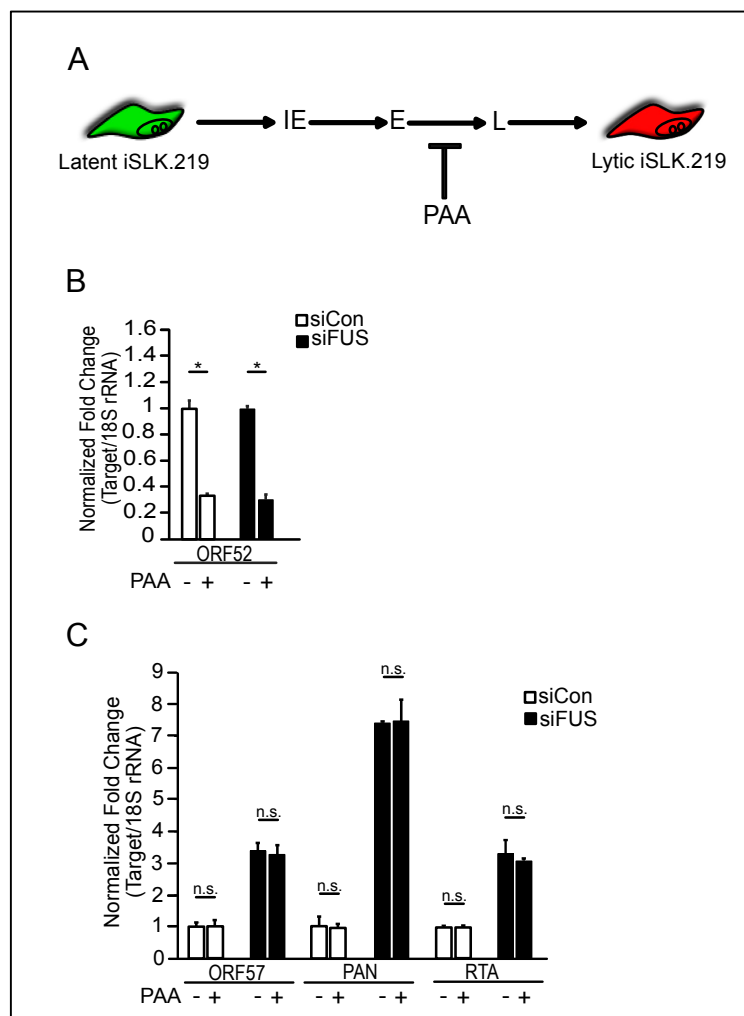 A
IE E L
Latent iSLK.219 Lytic iSLK.219
PAA
B
siCon
siFUS
Normalized Fold Change
(Target/18S rRNA)
1.6
1.4
1.2
1
0.8
0.6
0.4
0.2
0
* *
ORF52
PAA - + - +
C
siCon
siFUS
Normalized Fold Change
(Target/18S rRNA)
9
8
7
6
5
4
3
2
1
0
n.s. n.s. n.s. n.s. n.s. n.s.
ORF57 PAN RTA
PAA - + - + - + - + - + - +